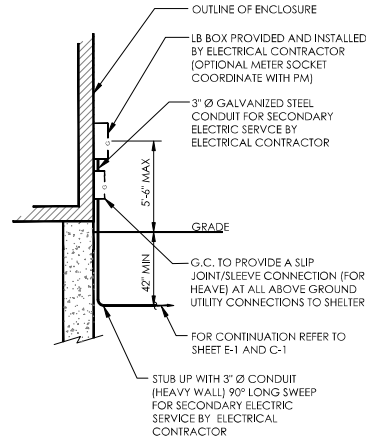 OUTLINE OF ENCLOSURE
LB BOX PROVIDED AND INSTALLED
BY ELECTRICAL CONTRACTOR
(OPTIONAL METER SOCKET
COORDINATE WITH PM)
3" Ø GALVANIZED STEEL
CONDUIT FOR SECONDARY
ELECTRIC SERVCE BY
ELECTRICAL CONTRACTOR
5'-6" MAX
GRADE
42" MIN
G.C. TO PROVIDE A SLIP
JOINT/SLEEVE CONNECTION (FOR
HEAVE) AT ALL ABOVE GROUND
UTILITY CONNECTIONS TO SHELTER
FOR CONTINUATION REFER TO
SHEET E-1 AND C-1
STUB UP WITH 3" Ø CONDUIT
(HEAVY WALL) 90° LONG SWEEP
FOR SECONDARY ELECTRIC
SERVICE BY ELECTRICAL
CONTRACTOR